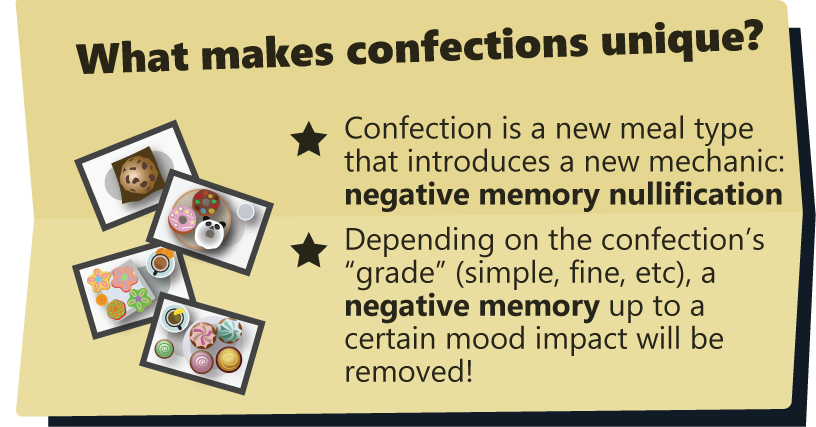 What makes confections unique?
Confection is a new meal type
that introduces a new mechanic:
negative memory nullification
Depending on the confection’s
“grade” (simple, fine, etc), a
negative memory up to a
certain mood impact will be
removed!